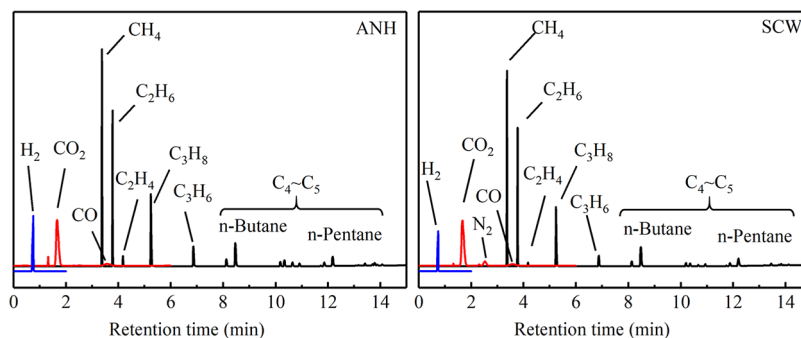 ANH
CH₄
C₂H₆
H₂
CO₂
CO
C₂H₄
C₃H₈
C₃H₆
C₄~C₅
n-Butane
n-Pentane
0 2 4 6 8 10 12 14
Retention time (min)
SCW
CH₄
C₂H₆
H₂
CO₂
N₂
CO
C₂H₄
C₃H₈
C₃H₆
C₄~C₅
n-Butane
n-Pentane
0 2 4 6 8 10 12 14
Retention time (min)